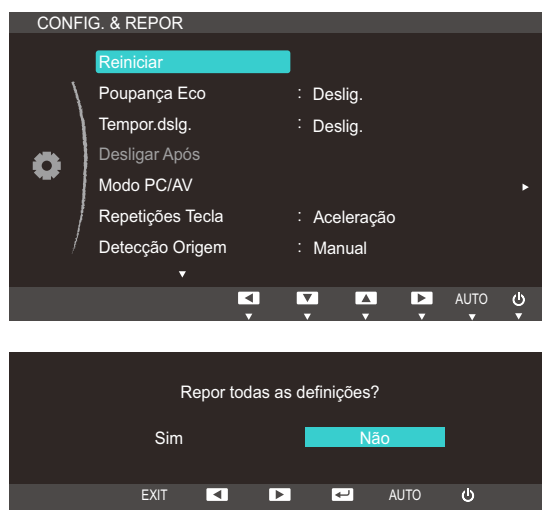 CONFIG. & REPOR
Reiniciar
Poupança Eco : Deslig.
Tempor.dslg. : Deslig.
Desligar Após
Modo PC/AV
Repetições Tecla : Aceleração
Detecção Origem : Manual
AUTO
Repor todas as definições?
Sim Não
EXIT AUTO